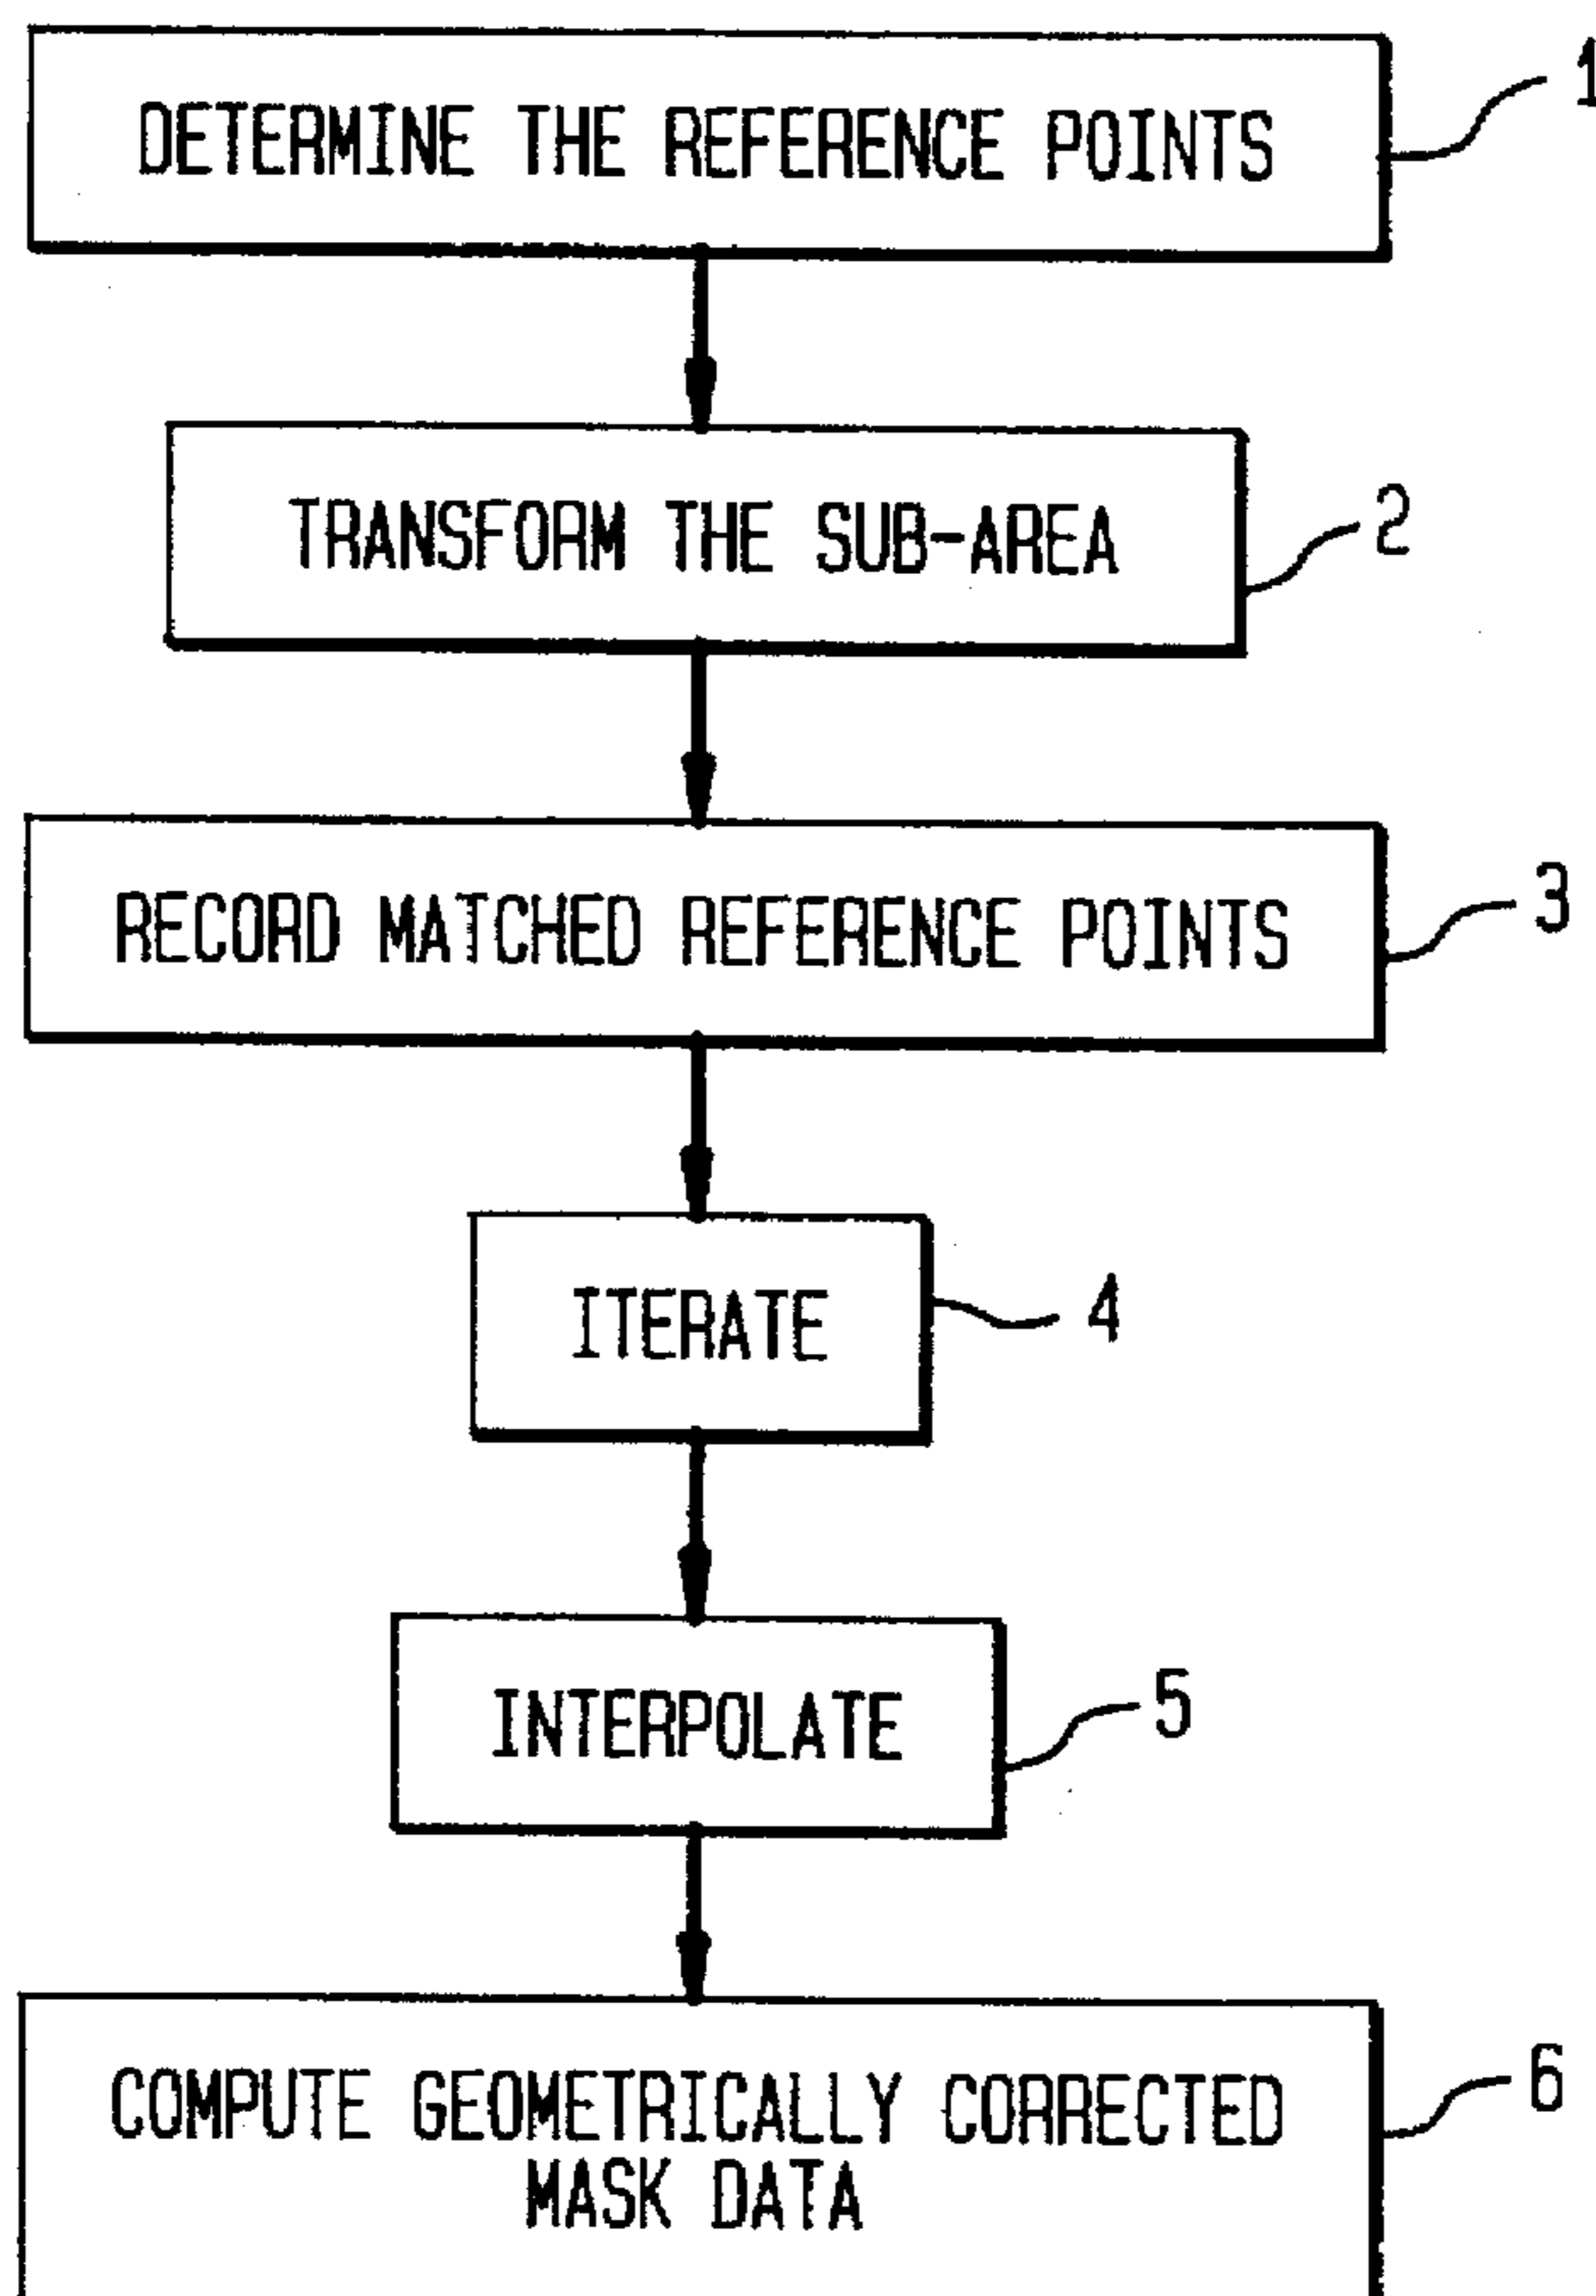 DETERMINE THE REFERENCE POINTS
1
TRANSFORM THE SUB-AREA
2
RECORD MATCHED REFERENCE POINTS
3
ITERATE
4
INTERPOLATE
5
COMPUTE GEOMETRICALLY CORRECTED
MASK DATA
6